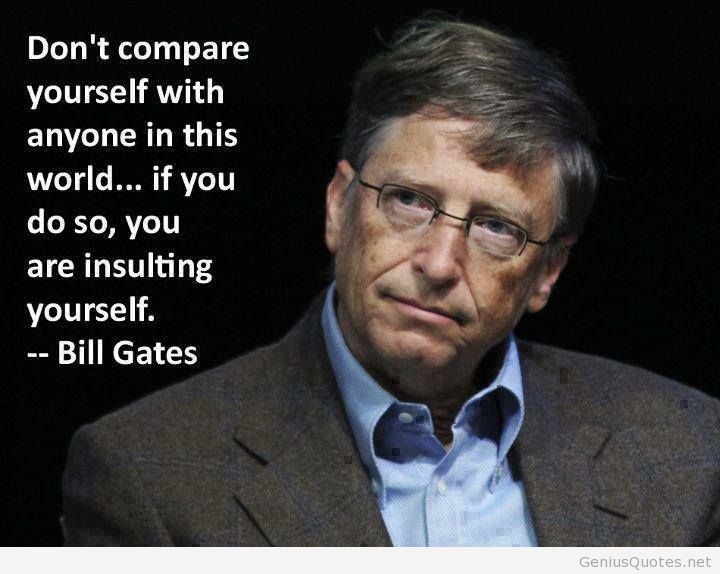 Don't compare
yourself with
anyone in this
world... if you
do so, you
are insulting
yourself.
-- Bill Gates
GeniusQuotes.net